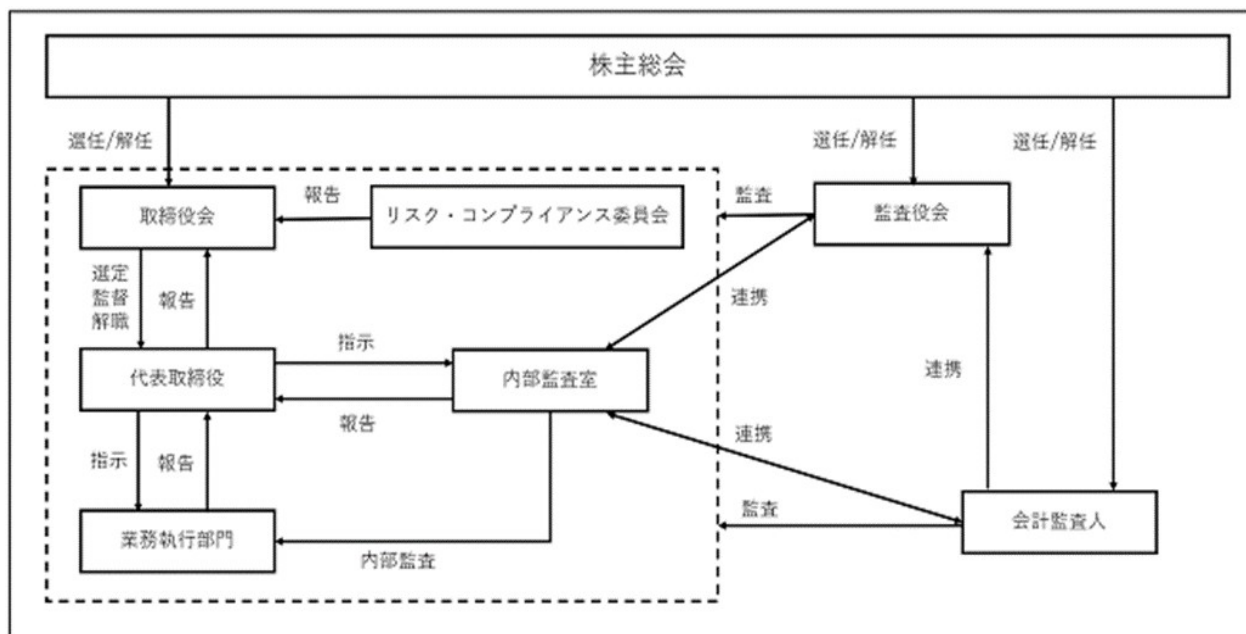 株主総会
選任/解任
選任/解任
選任/解任
取締役会
報告
リスク・コンプライアンス委員会
監査
監査役会
選定
監督
解職
報告
連携
代表取締役
指示
内部監査室
報告
連携
連携
指示
報告
業務執行部門
内部監査
監査
会計監査人